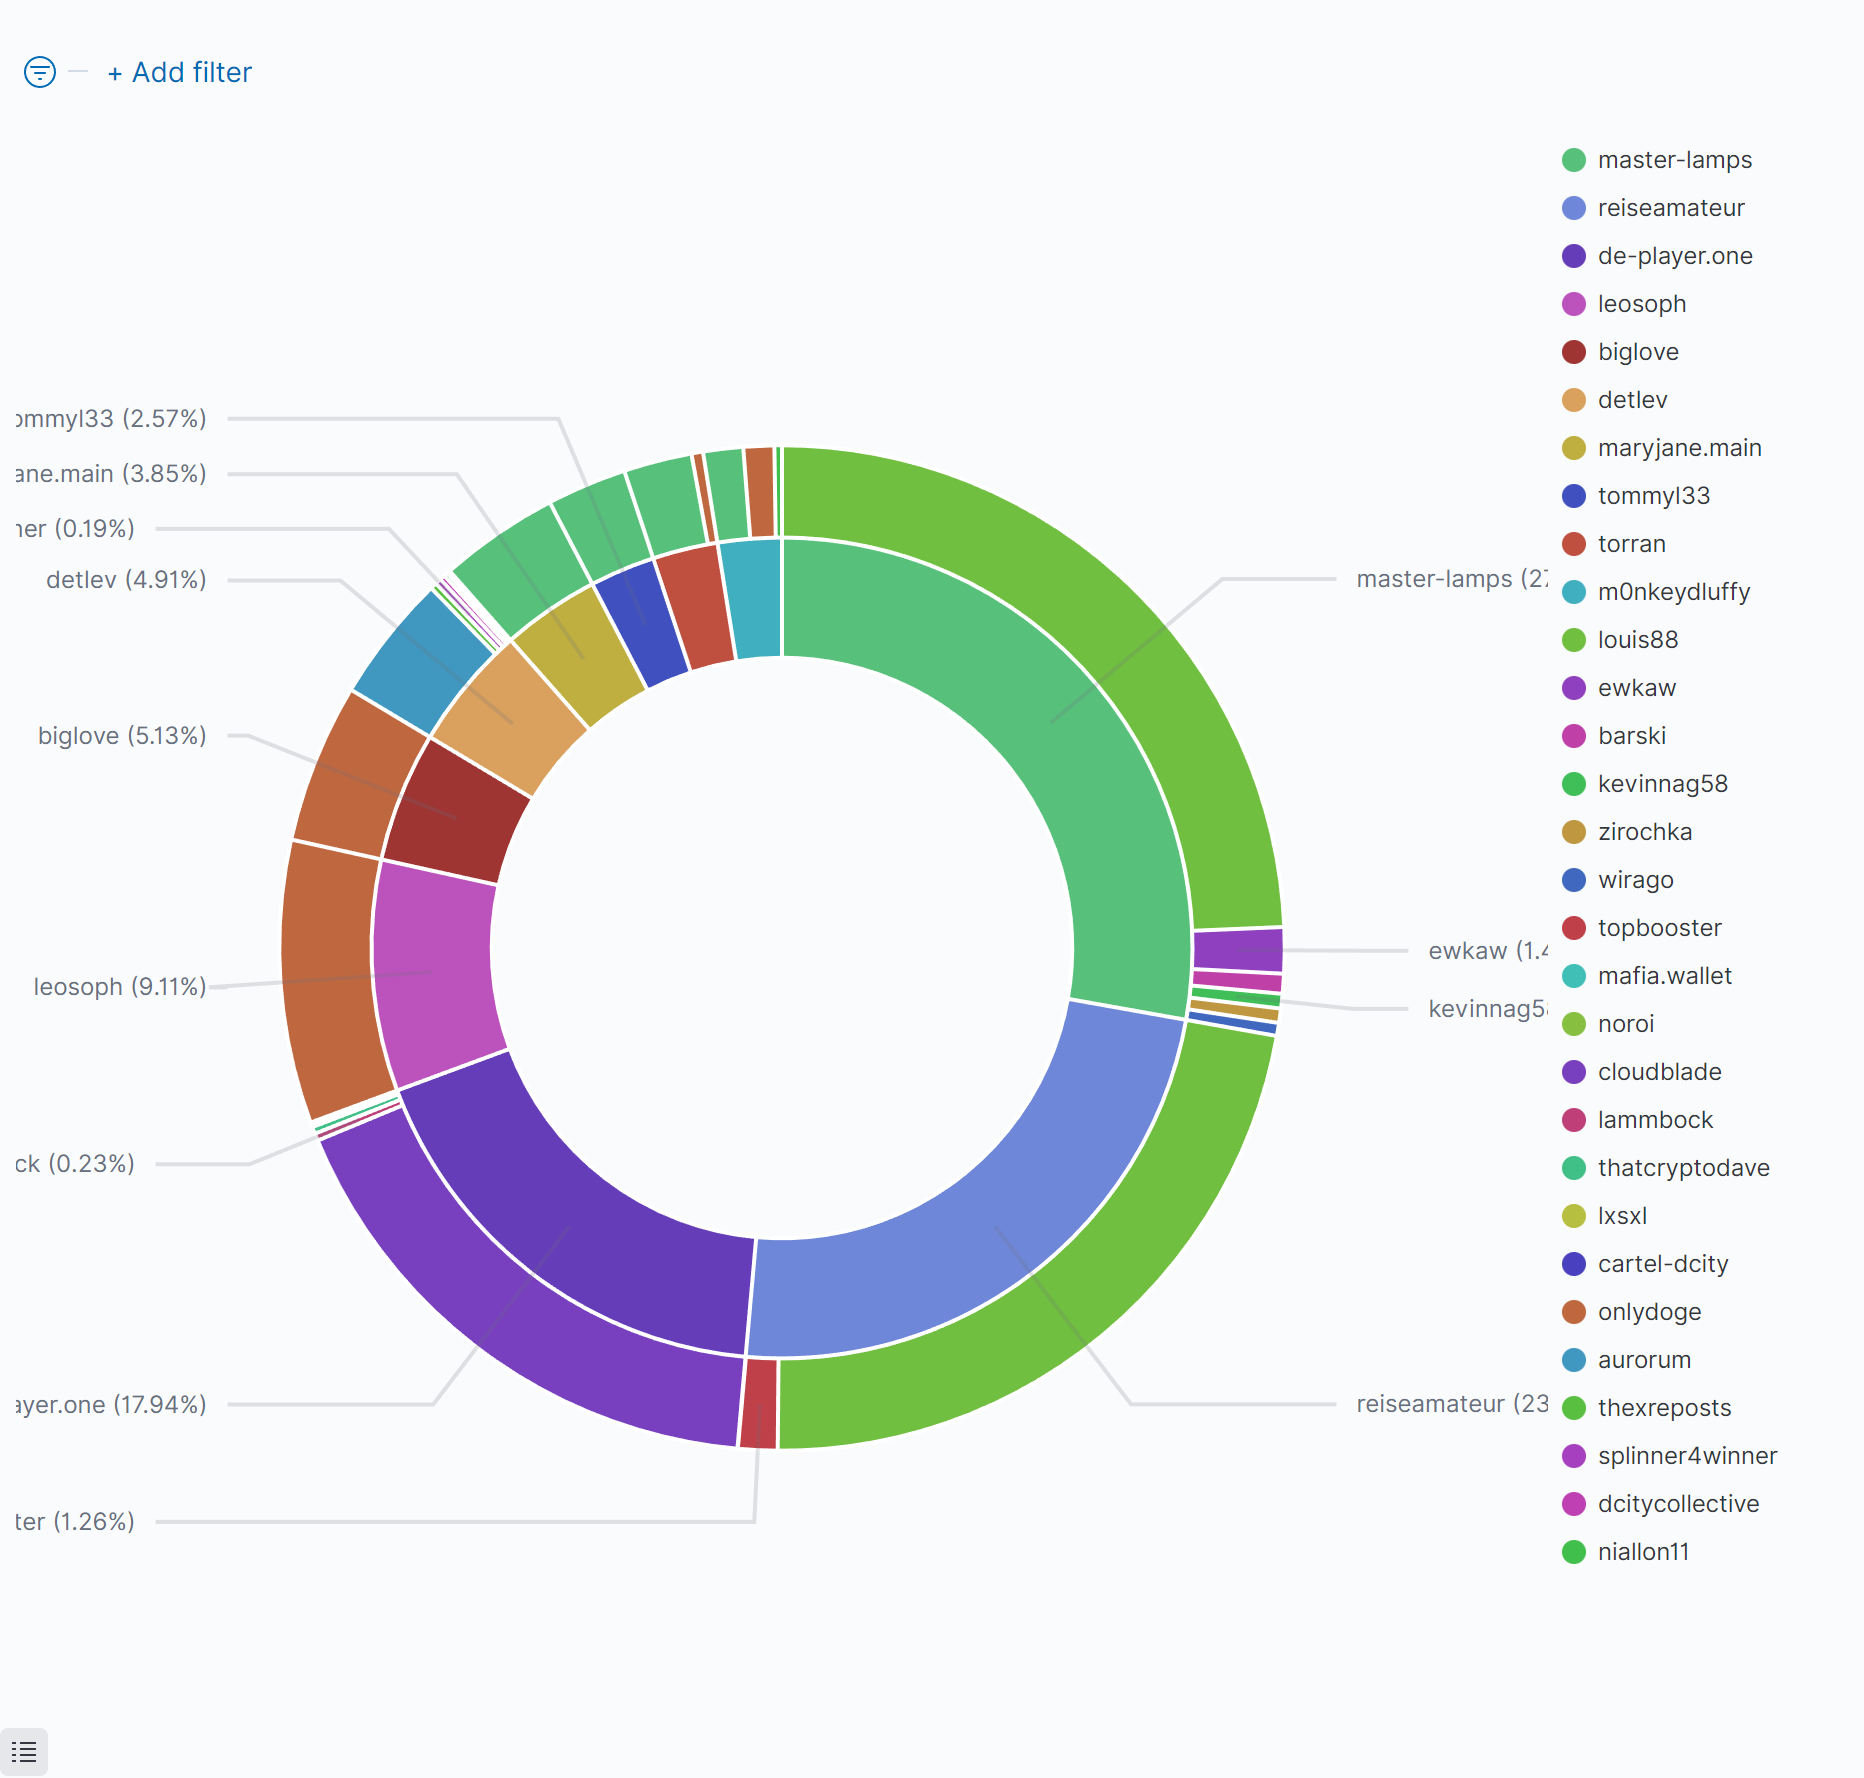 + Add filter
ommyl33 (2.57%)
ane.main (3.85%)
ner (0.19%)
detlev (4.91%)
biglove (5.13%)
leosoph (9.11%)
ck (0.23%)
ayer.one (17.94%)
ter (1.26%)
master-lamps (27
ewkaw (1.4
kevinnag58
reiseamateur (23
master-lamps
reiseamateur
de-player.one
leosoph
biglove
detlev
maryjane.main
tommyl33
torran
m0nkeydluffy
louis88
ewkaw
barski
kevinnag58
zirochka
wirago
topbooster
mafia.wallet
noroi
cloudblade
lammbock
thatcryptodave
lxsxl
cartel-dcity
onlydoge
aurorum
thexreposts
splinner4winner
dcitycollective
niallon11